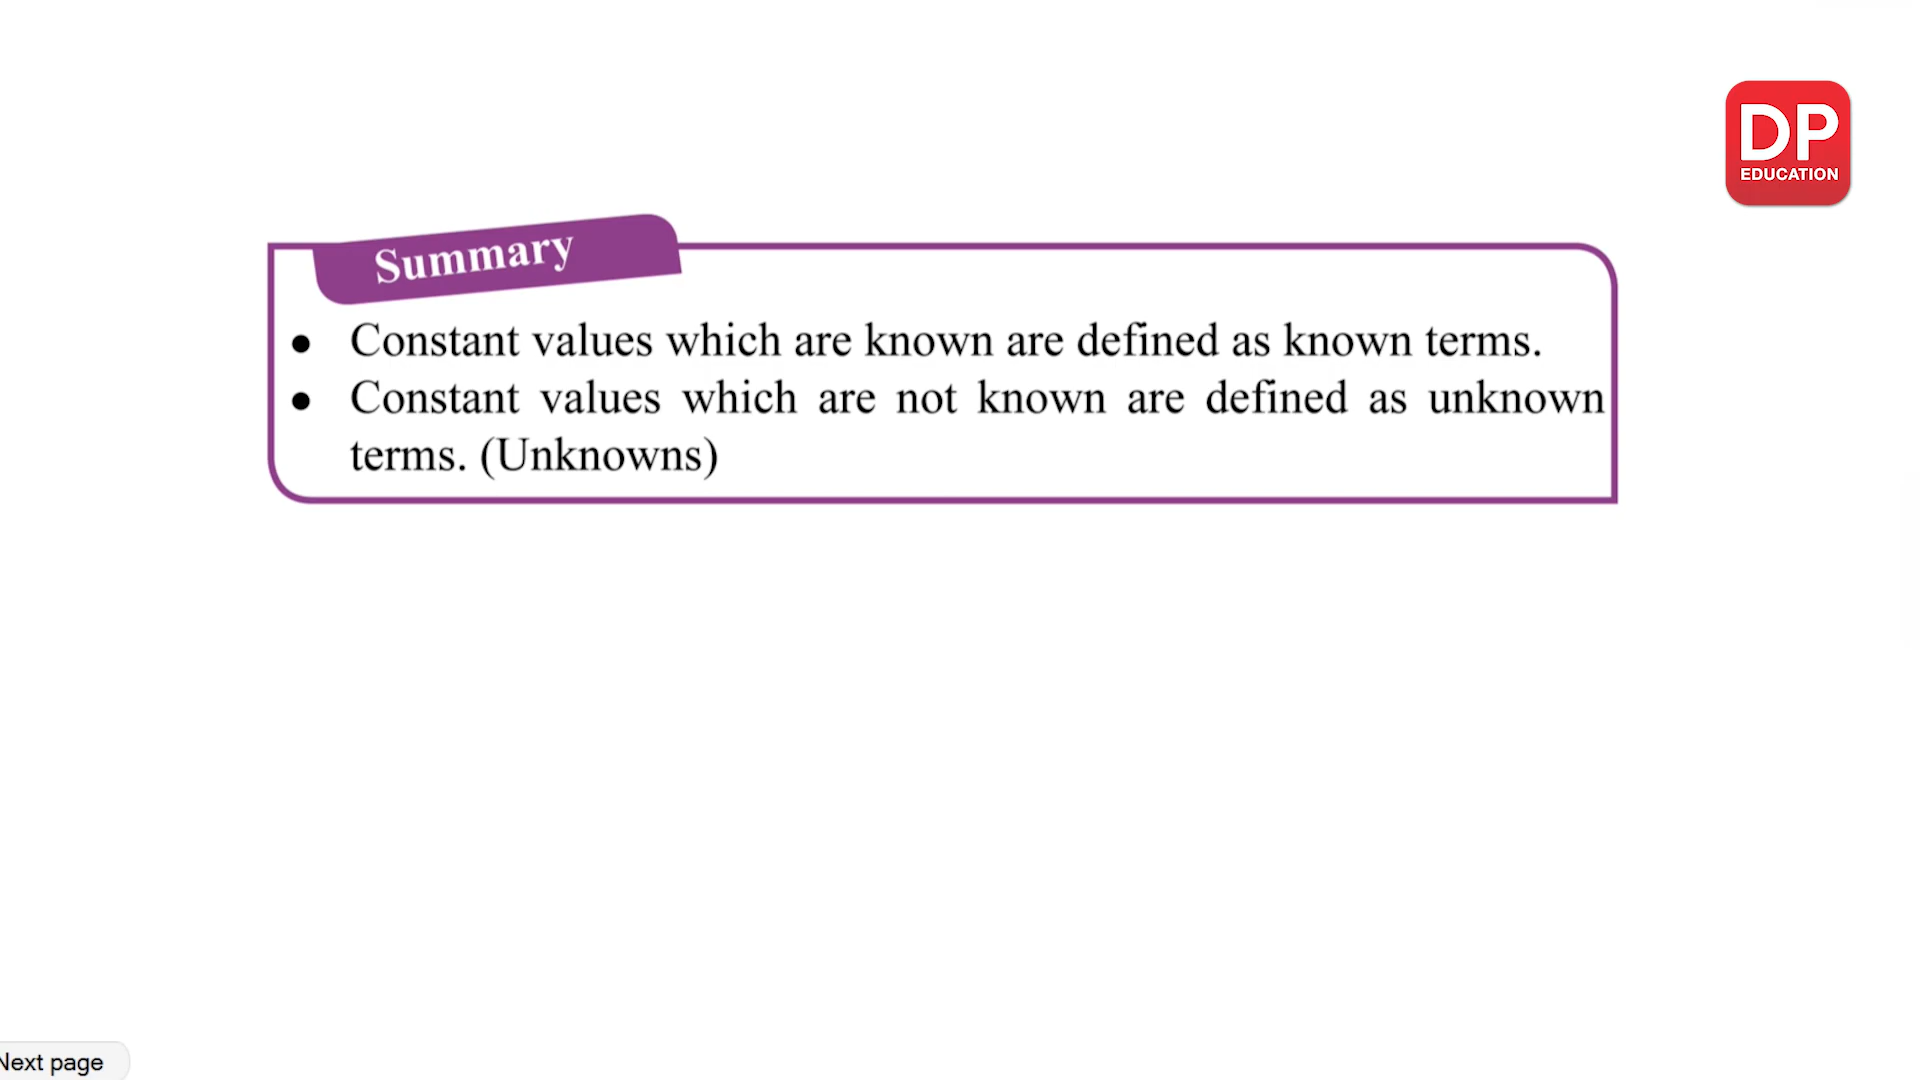 DP
EDUCATION
Summary
● Constant values which are known are defined as known terms.
● Constant values which are not known are defined as unknown
terms. (Unknowns)
Next page